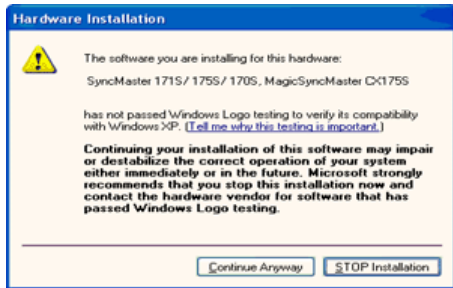 Hardware Installation
The software you are installing for this hardware:
SyncMaster 171S/ 175S/ 170S, MagicSyncMaster CX175S
has not passed Windows Logo testing to verify its compatibility
with Windows XP. (Tell me why this testing is important.)
Continuing your installation of this software may impair
or destabilize the correct operation of your system
either immediately or in the future. Microsoft strongly
recommends that you stop this installation now and
contact the hardware vendor for software that has
passed Windows Logo testing.
Continue Anyway STOP Installation